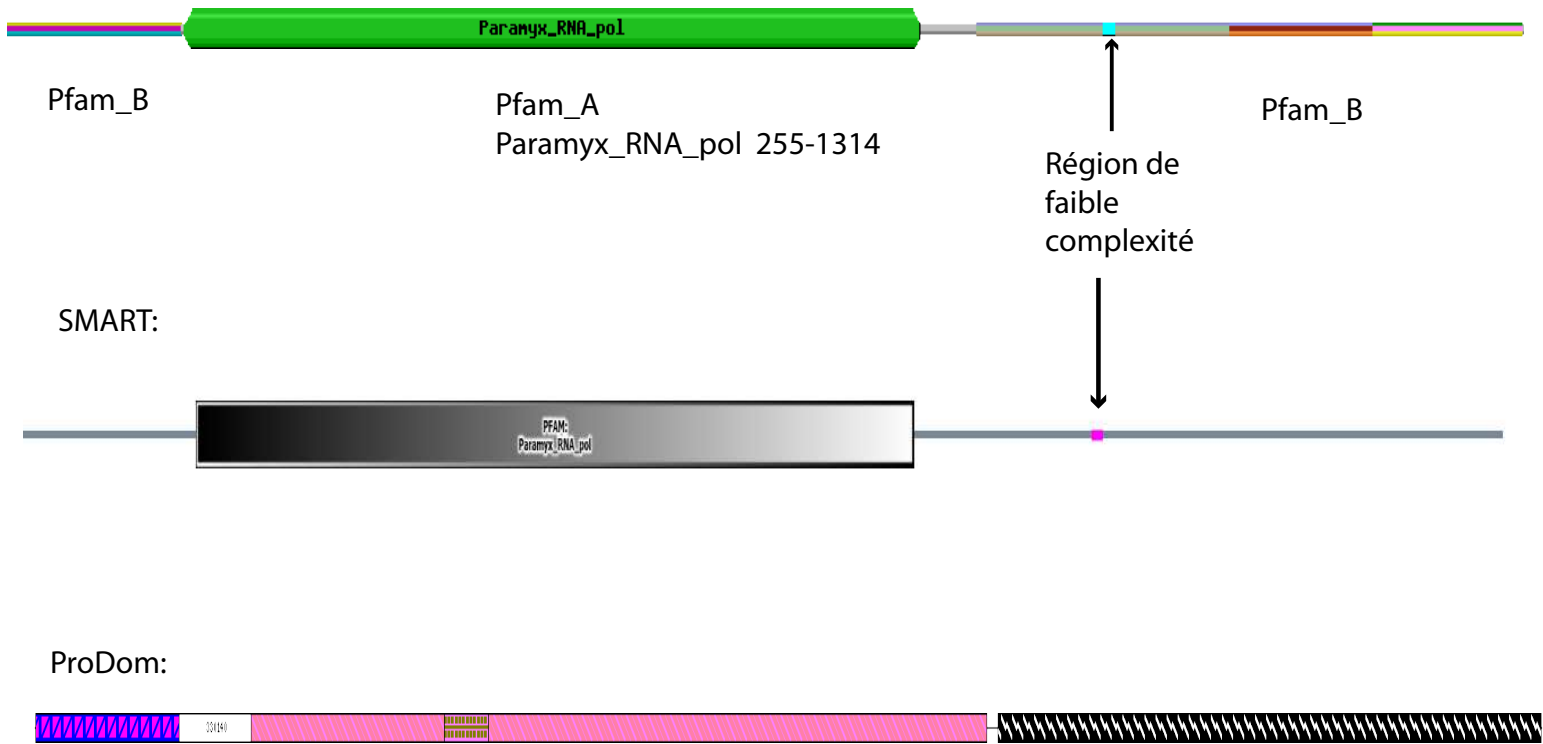 Paramyx_RNA_pol
Pfam_B
Pfam_A
Paramyx_RNA_pol 255-1314
Pfam_B
Région de
faible
complexité
SMART:
PFAM:
Paramyx_RNA_pol
ProDom: